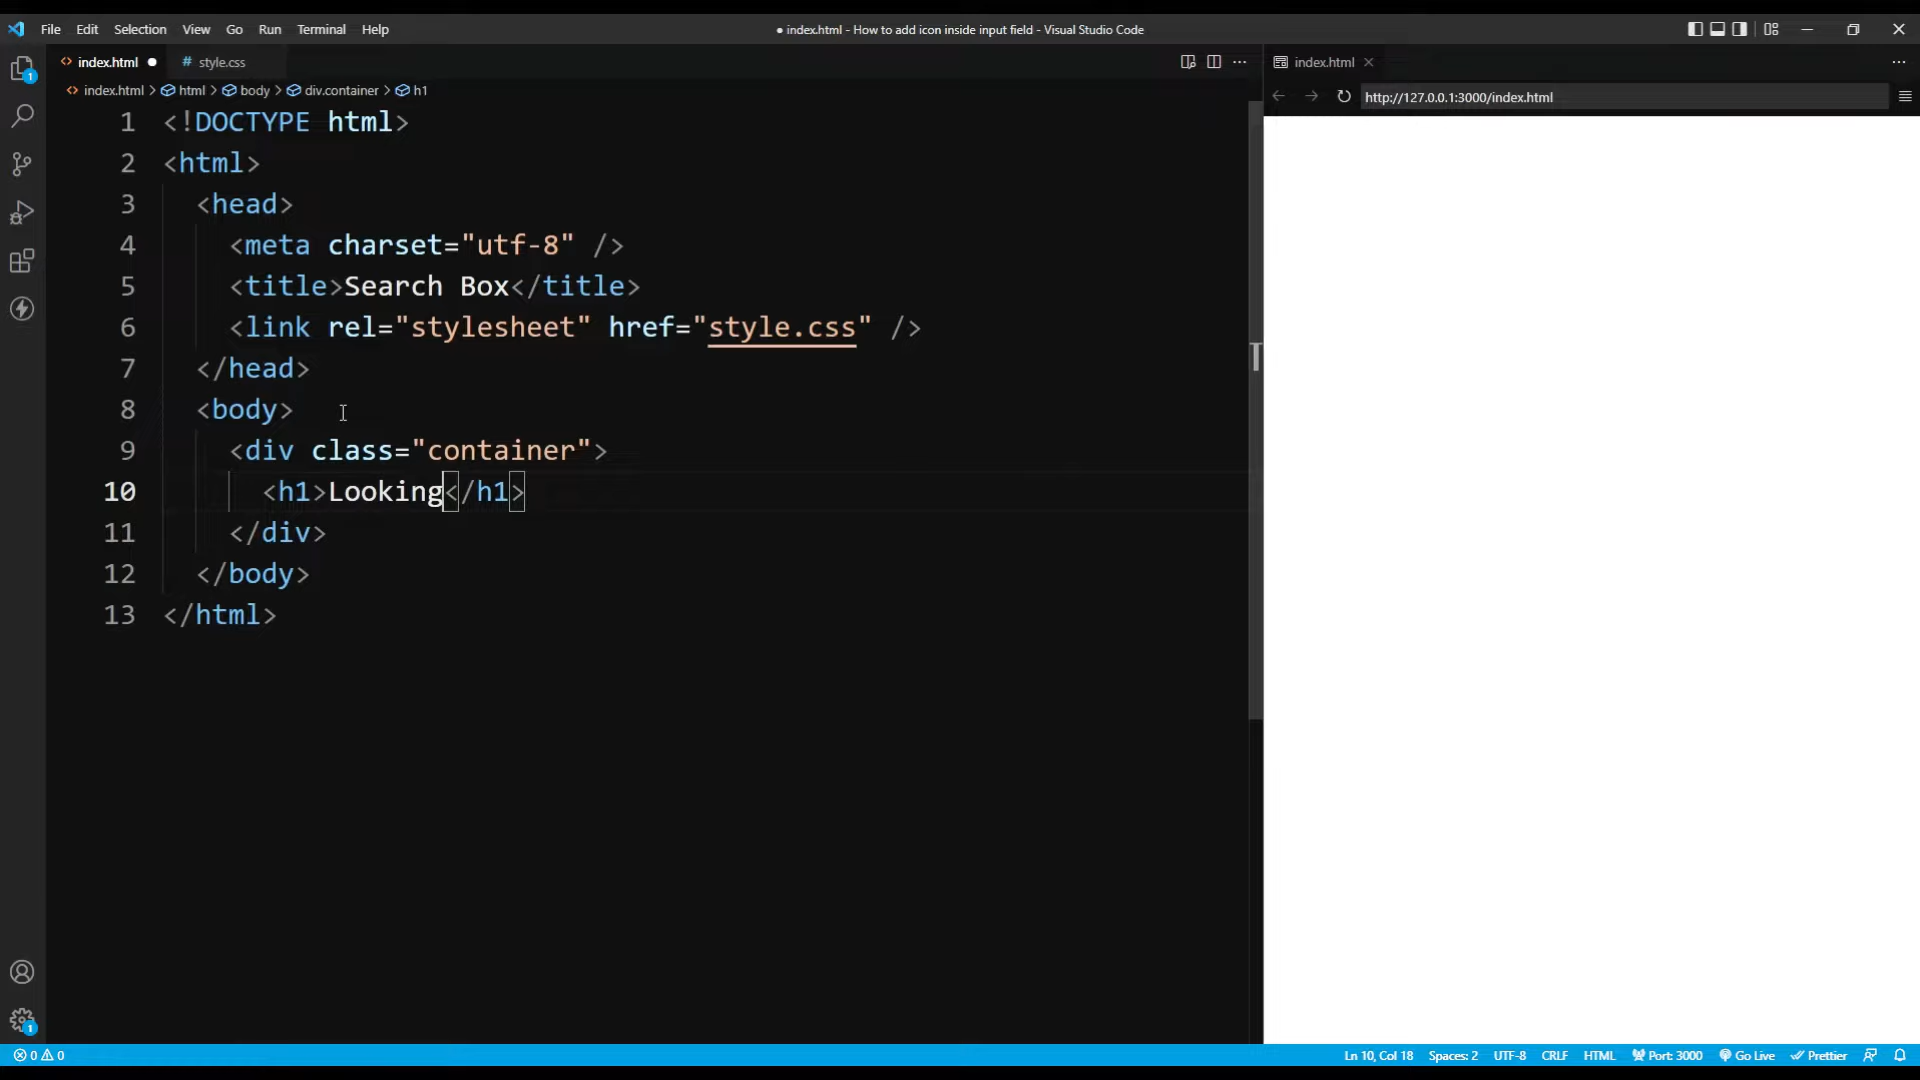 File Edit Selection View Go Run Terminal Help
● index.html - How to add icon inside input field - Visual Studio Code
index.html ●
# style.css
index.html
index.html > html > body > div.container > h1
http://127.0.0.1:3000/index.html
1 <!DOCTYPE html>
2 <html>
3 <head>
4 <meta charset="utf-8" />
5 <title>Search Box</title>
6 <link rel="stylesheet" href="style.css" />
7 </head>
8 <body>
9 <div class="container">
10 <h1>Looking</h1>
11 </div>
12 </body>
13 </html>
1
1
0 0
Ln 10, Col 18 Spaces: 2 UTF-8 CRLF HTML Port: 3000 Go Live Prettier